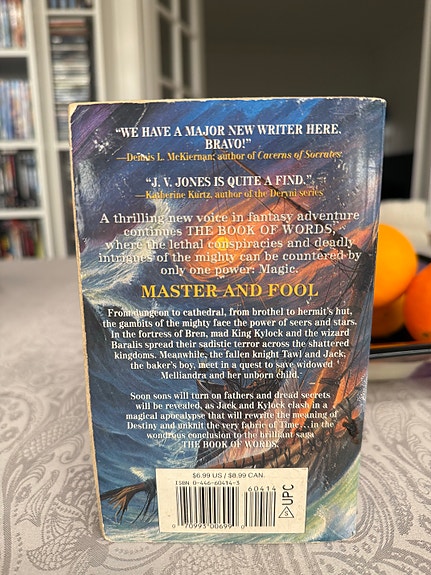 “WE HAVE A MAJOR NEW WRITER HERE.
BRAVO!”
—Dennis L. McKiernan, author of Caverns of Socrates
“J. V. JONES IS QUITE A FIND.”
—Katherine Kurtz, author of the Deryni series
A thrilling new voice in fantasy adventure
continues THE BOOK OF WORDS,
where the lethal conspiracies and deadly
intrigues of the mighty can be countered by
only one power: Magic.
MASTER AND FOOL
From dungeon to cathedral, from brothel to hermit's hut,
the gambits of the mighty face the power of seers and stars.
In the fortress of Bren, mad King Kylock and the wizard
Baralis spread their sadistic terror across the shattered
kingdoms. Meanwhile, the fallen knight Tawl and Jack,
the baker's boy, meet in a quest to save widowed
Melliandra and her unborn child.
Soon sons will turn on fathers and dread secrets
will be revealed, as Jack and Kylock clash in a
magical apocalypse that will rewrite the meaning of
Destiny and unknit the very fabric of Time...in the
wondrous conclusion to the brilliant saga
THE BOOK OF WORDS.
$6.99 US / $8.99 CAN.
ISBN 0-446-60414-3
60414
0 70993 00699 0
S UPC